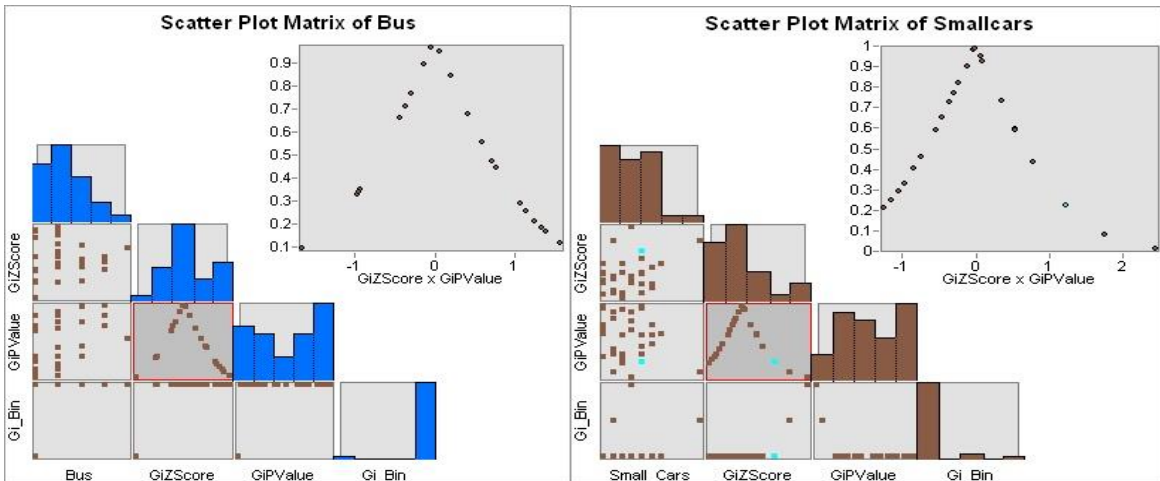 Scatter Plot Matrix of Bus
0.9
0.8
0.7
0.6
0.5
0.4
0.3
0.2
0.1
-1 0 1
GiZScore x GiPValue
GiZScore
GiPValue
Gi_Bin
Bus GiZScore GiPValue Gi_Bin
Scatter Plot Matrix of Smallcars
1
0.9
0.8
0.7
0.6
0.5
0.4
0.3
0.2
0.1
0
-1 0 1 2
GiZScore x GiPValue
GiZScore
GiPValue
Gi_Bin
Small_Cars GiZScore GiPValue Gi_Bin